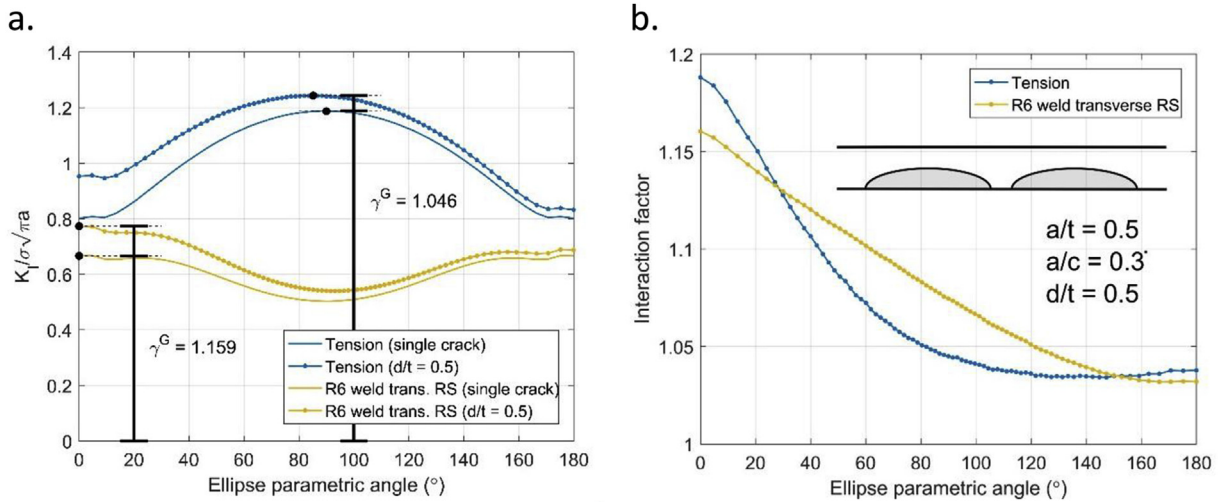 a.
K_I/σ√πa
1.4
1.2
1
0.8
0.6
0.4
0.2
0
γ^G = 1.046
γ^G = 1.159
Tension (single crack)
Tension (d/t = 0.5)
R6 weld trans. RS (single crack)
R6 weld trans. RS (d/t = 0.5)
0 20 40 60 80 100 120 140 160 180
Ellipse parametric angle (°)
b.
Interaction factor
1.2
1.15
1.1
1.05
1
Tension
R6 weld transverse RS
a/t = 0.5
a/c = 0.3
d/t = 0.5
0 20 40 60 80 100 120 140 160 180
Ellipse parametric angle (°)